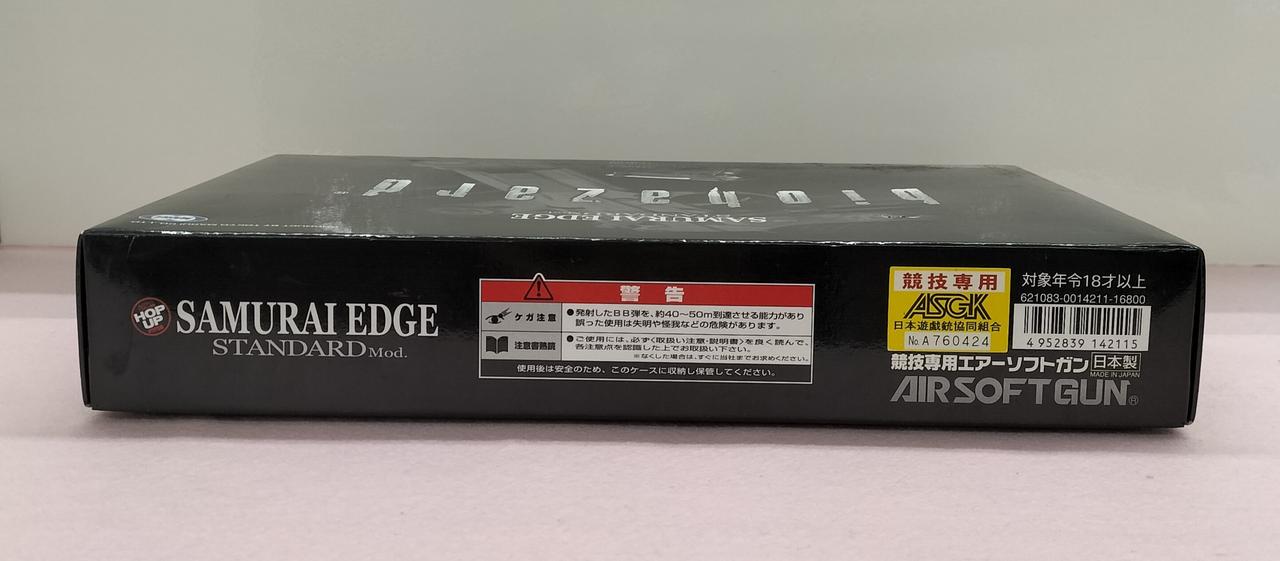 biohazard
SAMURAI EDGE
HOP
UP
SAMURAI EDGE
STANDARD Mod.
警告
ケガ注意
●発射したBB弾を、約40〜50m到達させる能力があり
誤った使用は失明や怪我などの危険があります。
注意書熟読
●ご使用には、必ず〈取扱い注意・説明書〉を良く読んで、
各注意点を認識した上でお取扱い下さい。
※なくした場合は、すぐに当社までお求めください。
使用後は安全のため、このケースに収納し保管してください。
競技専用
ASGK
日本遊戯銃協同組合
No.A760424
対象年令18才以上
621083-0014211-16800
4 952839 142115
競技専用エアーソフトガン
日本製
MADE IN JAPAN
AIRSOFT GUN®